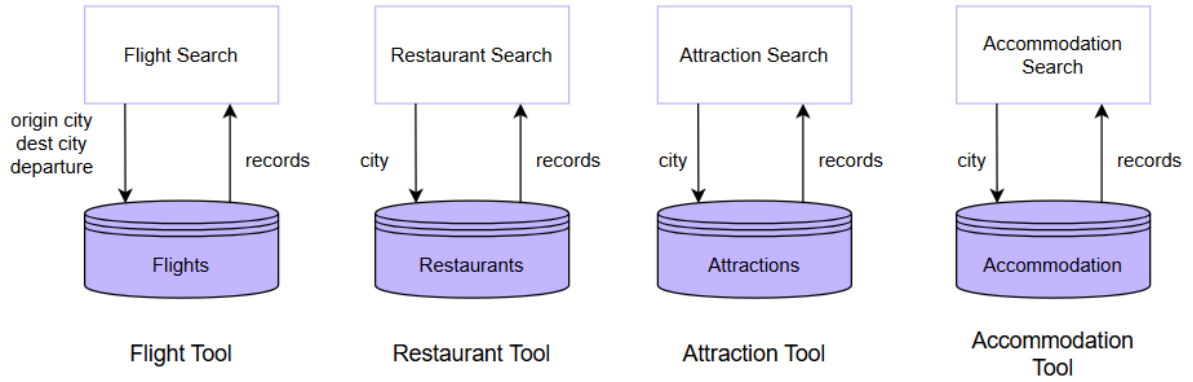 Flight Search
Restaurant Search
Attraction Search
Accommodation
Search
origin city
dest city
departure
records
city
records
city
records
city
records
Flights
Restaurants
Attractions
Accommodation
Flight Tool
Restaurant Tool
Attraction Tool
Accommodation
Tool